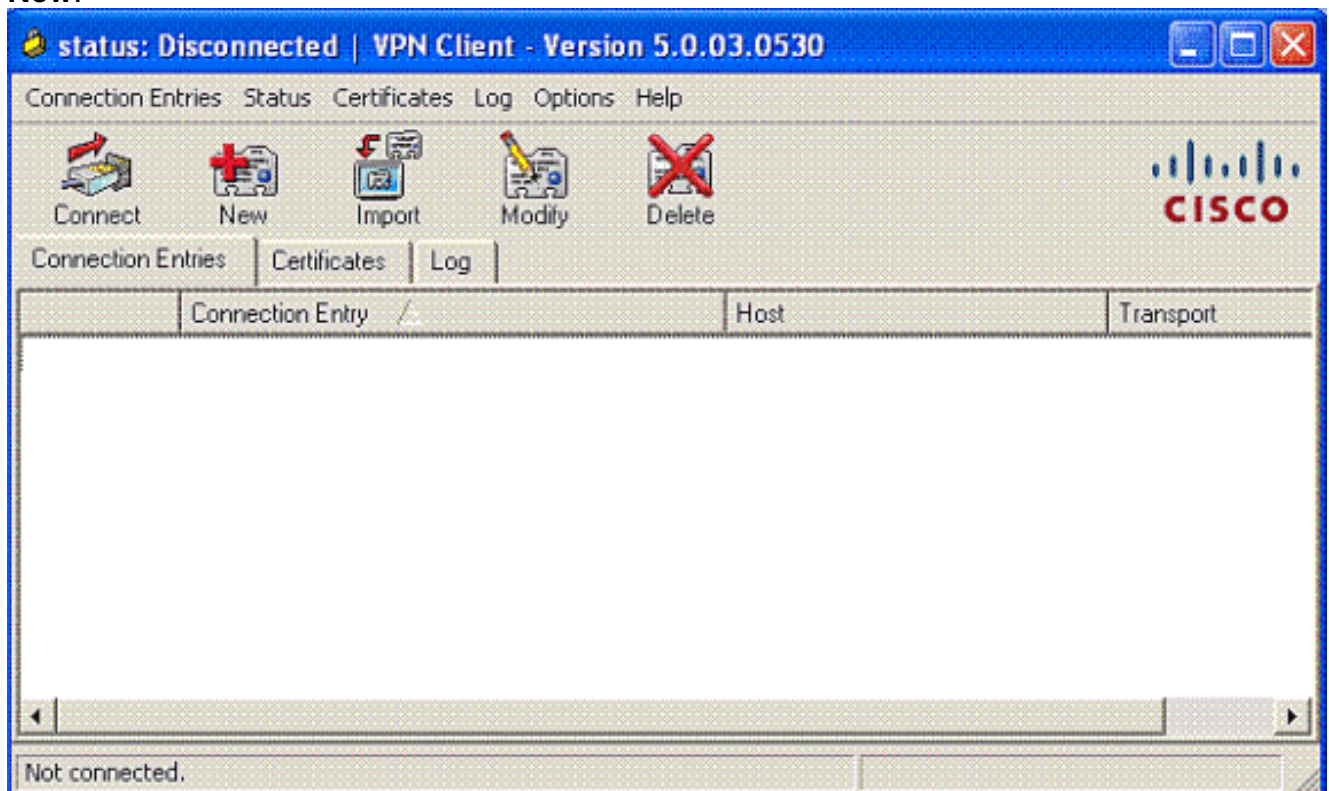 New.
status: Disconnected | VPN Client - Version 5.0.03.0530
Connection Entries Status Certificates Log Options Help
Connect New Import Modify Delete
CISCO
Connection Entries Certificates Log
Connection Entry Host Transport
Not connected.